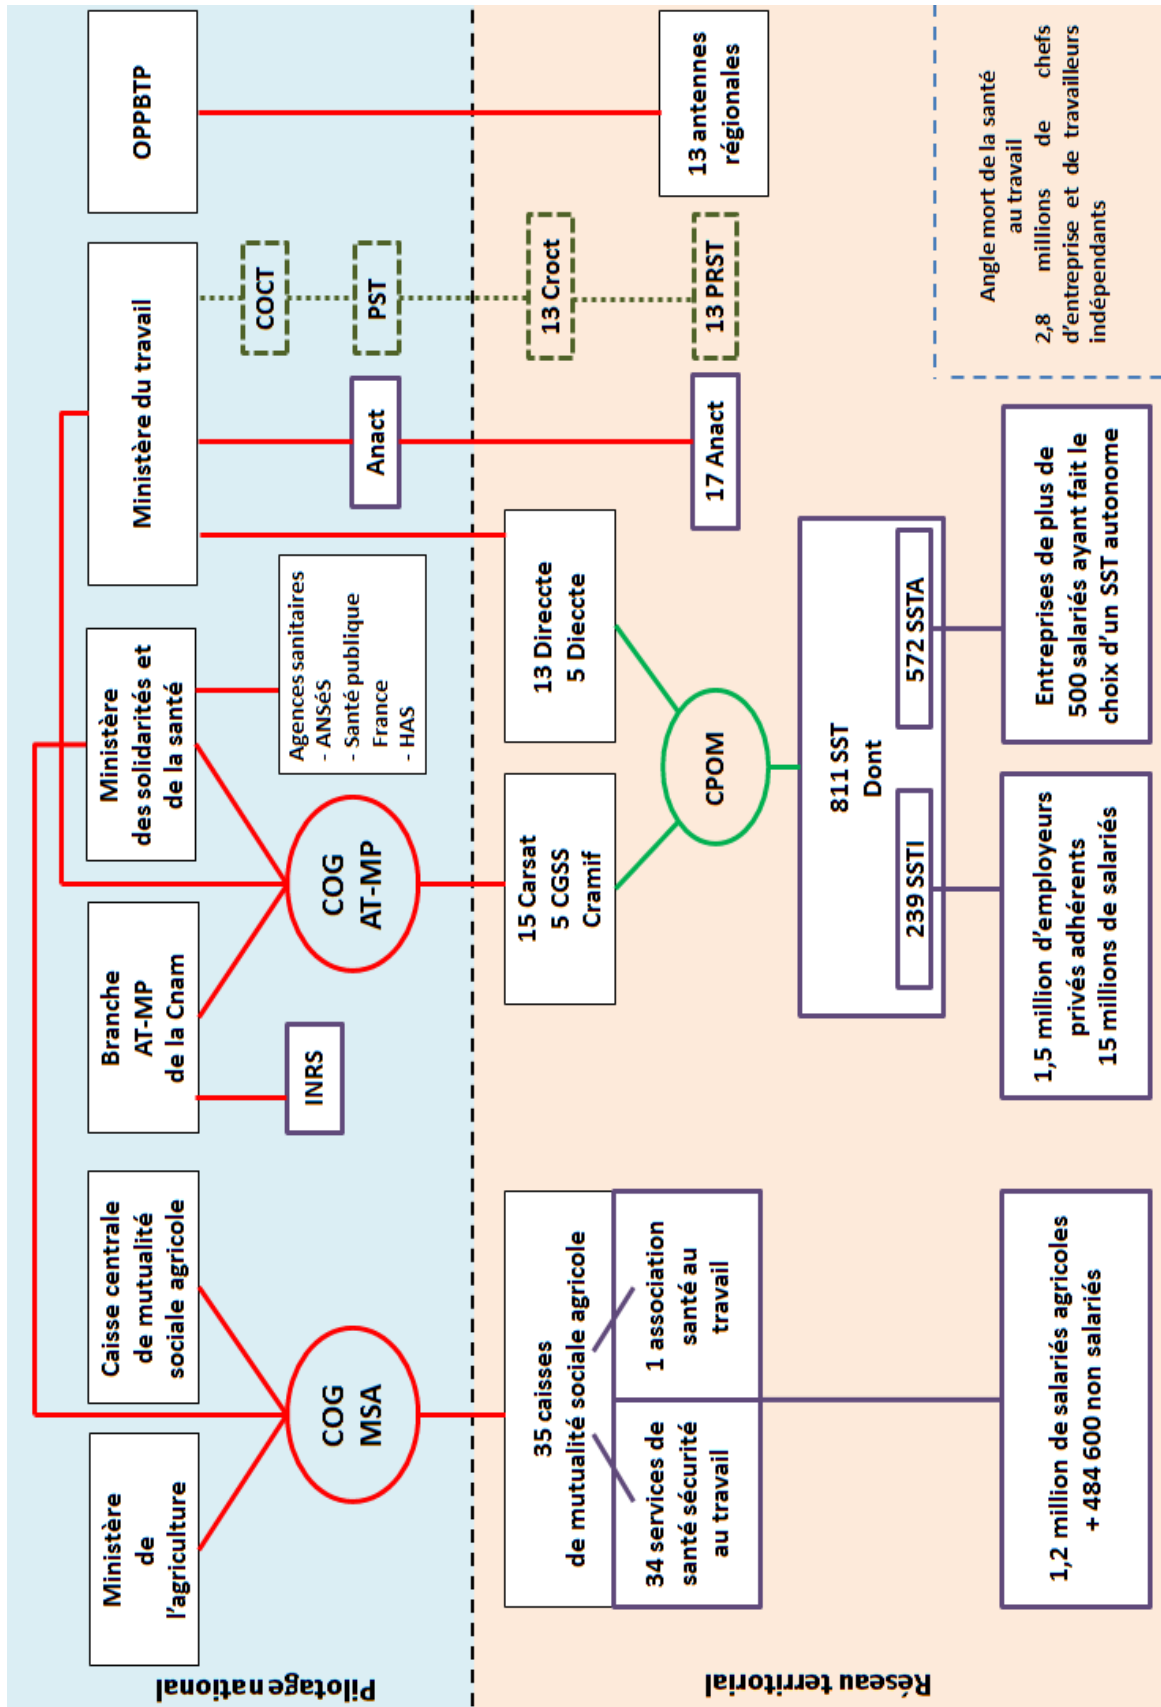 Pilotage national
Ministère
de
l'agriculture
Caisse centrale
de mutualité
sociale agricole
Branche
AT-MP
de la Cnam
Ministère
des solidarités et
de la santé
Ministère du travail
OPPBTP
COG
MSA
INRS
COG
AT-MP
Agences sanitaires
- ANSéS
- Santé publique
France
- HAS
Anact
COCT
PST
Réseau territorial
35 caisses
de mutualité sociale agricole
34 services de
santé sécurité
au travail
1 association
santé au
travail
15 Carsat
5 CGSS
Cramif
13 Direccte
5 Dieccte
13 Croct
17 Anact
13 PRST
13 antennes
régionales
CPOM
811 SST
Dont
239 SSTI
572 SSTA
1,2 million de salariés agricoles
+ 484 600 non salariés
1,5 million d'employeurs
privés adhérents
15 millions de salariés
Entreprises de plus de
500 salariés ayant fait le
choix d'un SST autonome
Angle mort de la santé
au travail
2,8 millions de chefs
d'entreprise et de travailleurs
indépendants